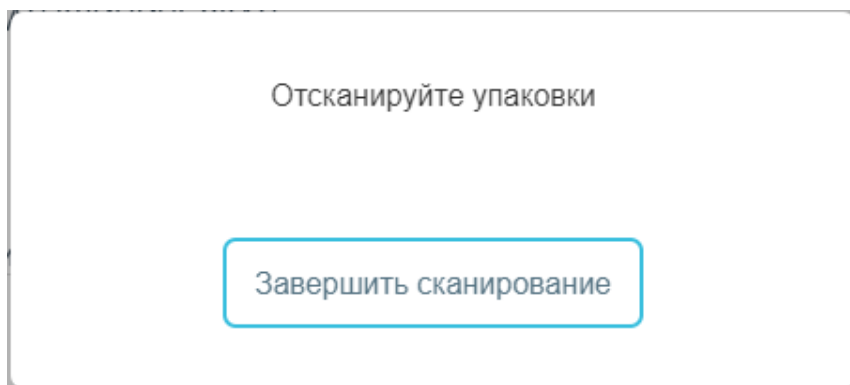 Отсканируйте упаковки
Завершить сканирование